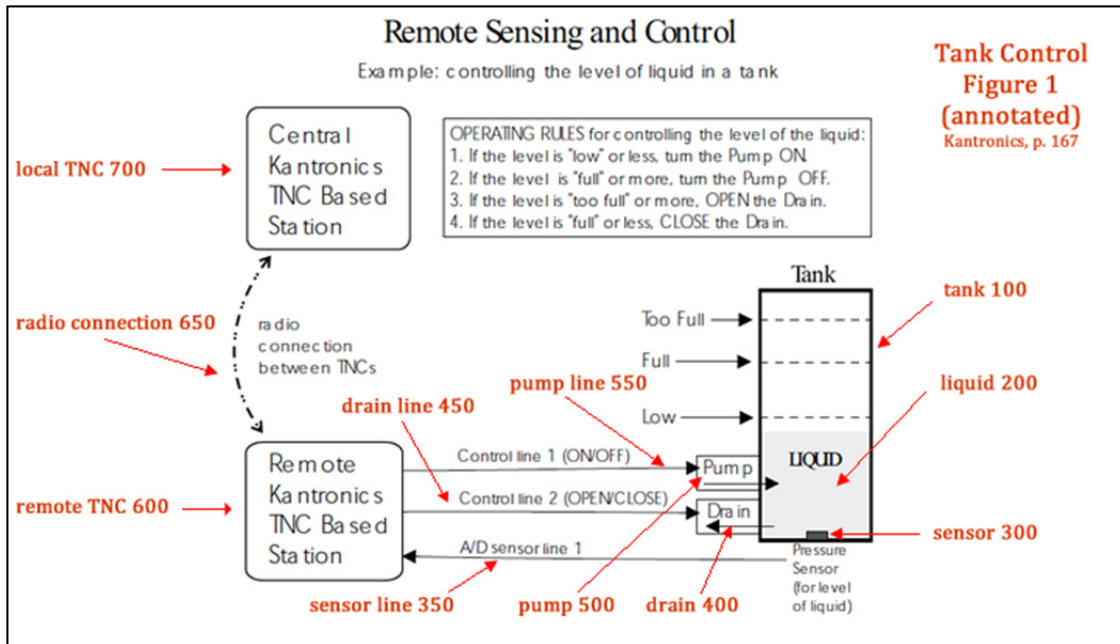 Remote Sensing and Control
Example: controlling the level of liquid in a tank
Tank Control
Figure 1
(annotated)
Kantronics, p. 167
local TNC 700
Central
Kantronics
TNC Based
Station
OPERATING RULES for controlling the level of the liquid:
1. If the level is "low" or less, turn the Pump ON.
2. If the level is "full" or more, turn the Pump OFF.
3. If the level is "too full" or more, OPEN the Drain.
4. If the level is "full" or less, CLOSE the Drain.
radio connection 650
radio
connection
between TNCs
Tank
tank 100
Too Full
Full
Low
liquid 200
pump line 550
drain line 450
remote TNC 600
Remote
Kantronics
TNC Based
Station
Control line 1 (ON/OFF)
Control line 2 (OPEN/CLOSE)
A/D sensor line 1
Pump
Drain
LIQUID
sensor 300
Pressure
Sensor
(for level
of liquid)
sensor line 350
pump 500
drain 400